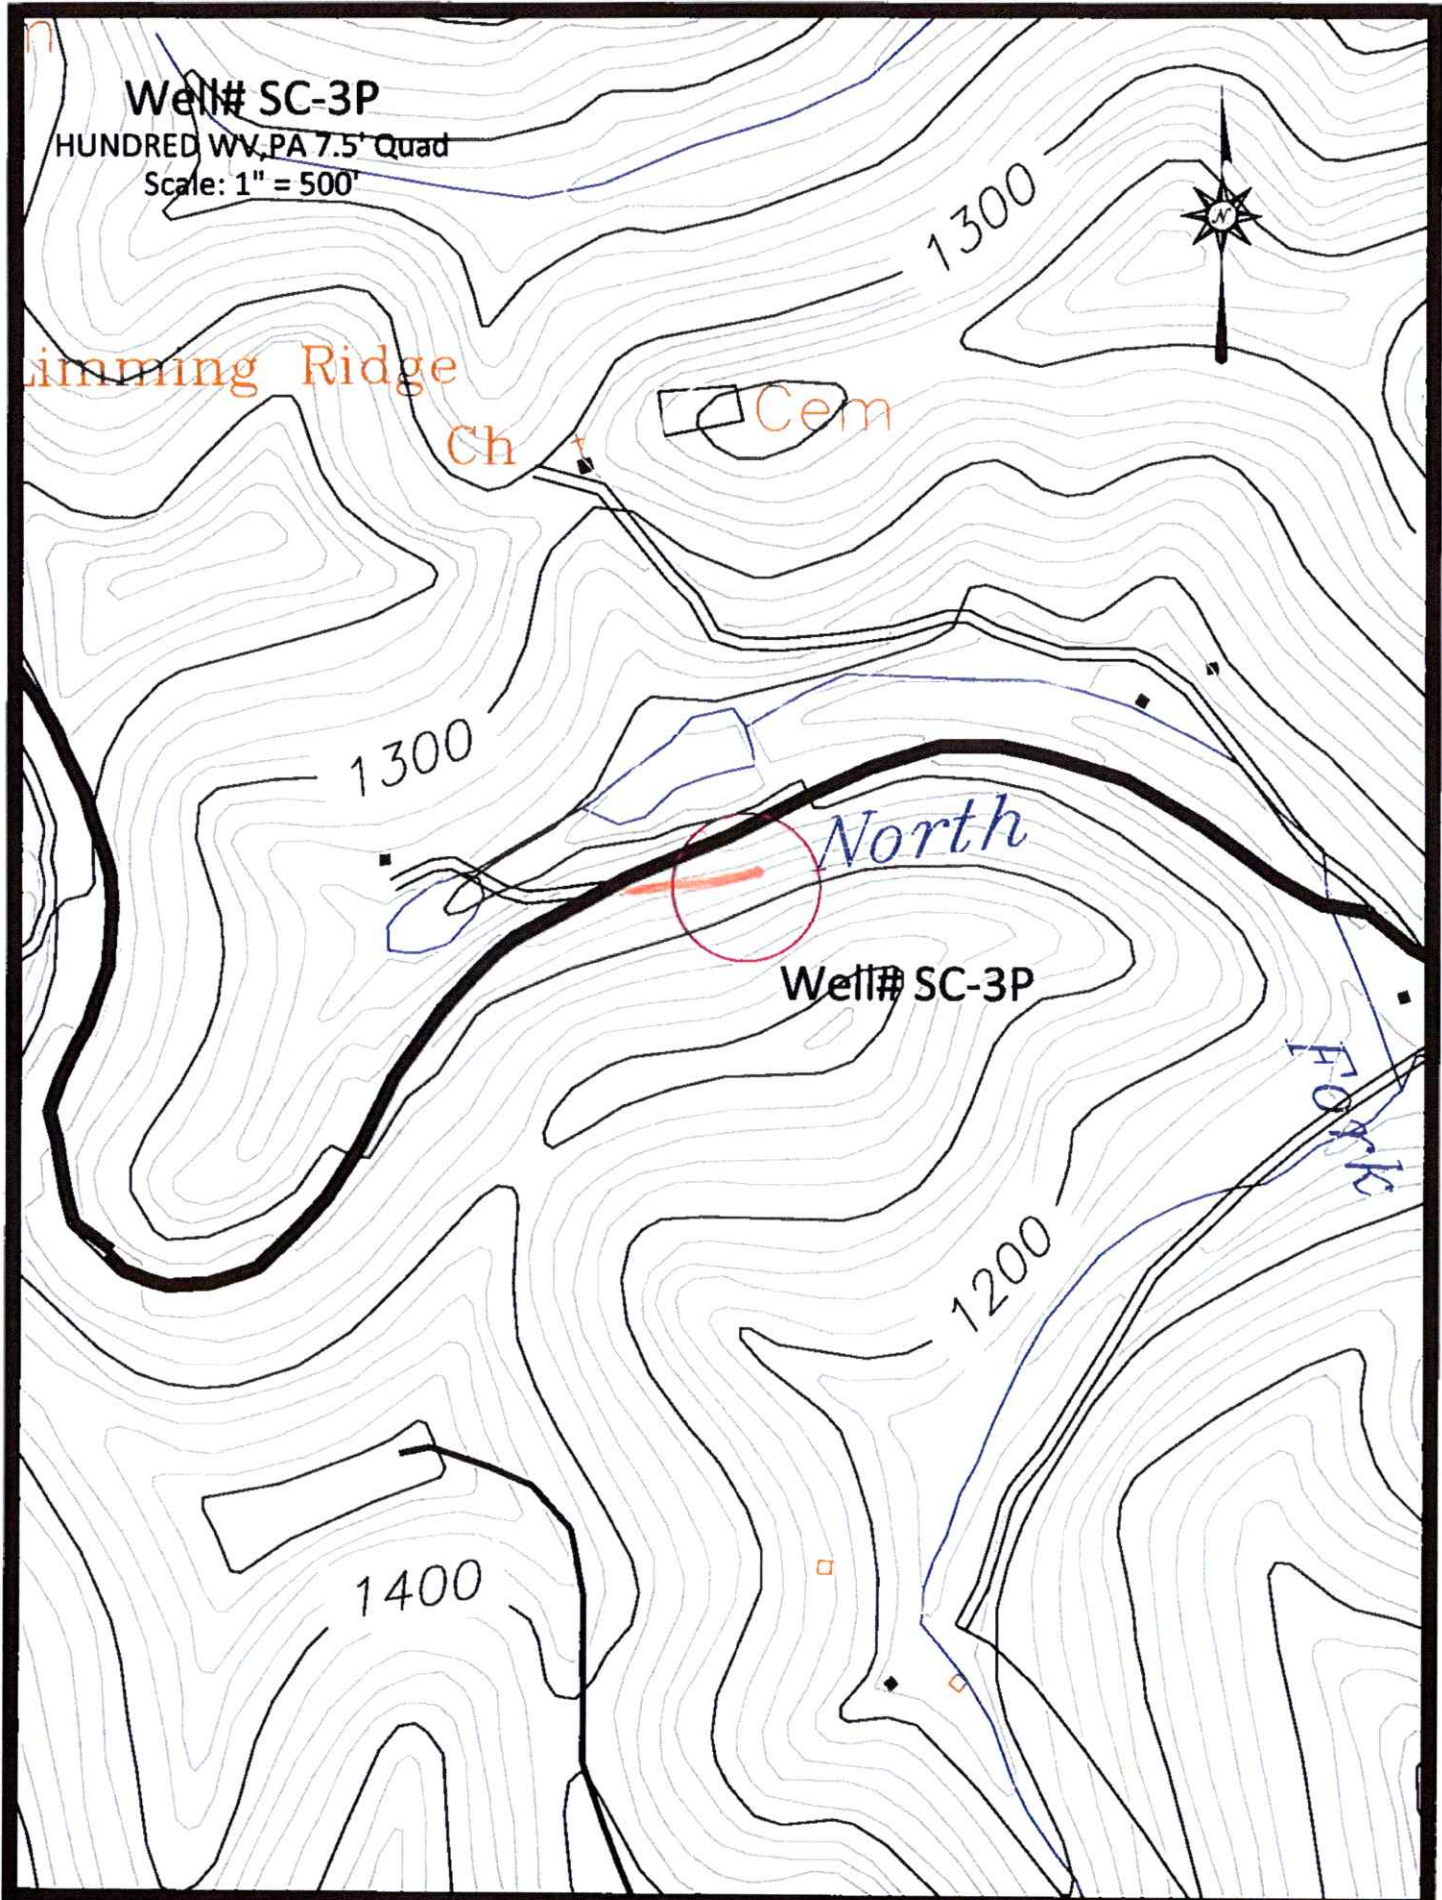 n
Well# SC-3P
HUNDRED WV,PA 7.5' Quad
Scale: 1" = 500'
1300
N
Limming Ridge
Cem
Ch
1300
North
Well# SC-3P
Fork
1200
1400